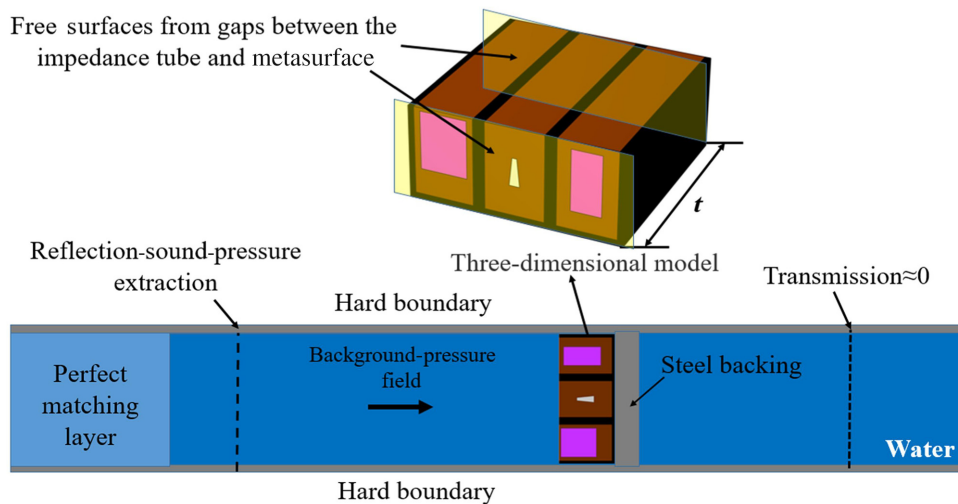 Free surfaces from gaps between the
impedance tube and metasurface
t
Reflection-sound-pressure
extraction
Three-dimensional model
Transmission≈0
Hard boundary
Perfect
matching
layer
Background-pressure
field
Steel backing
Water
Hard boundary